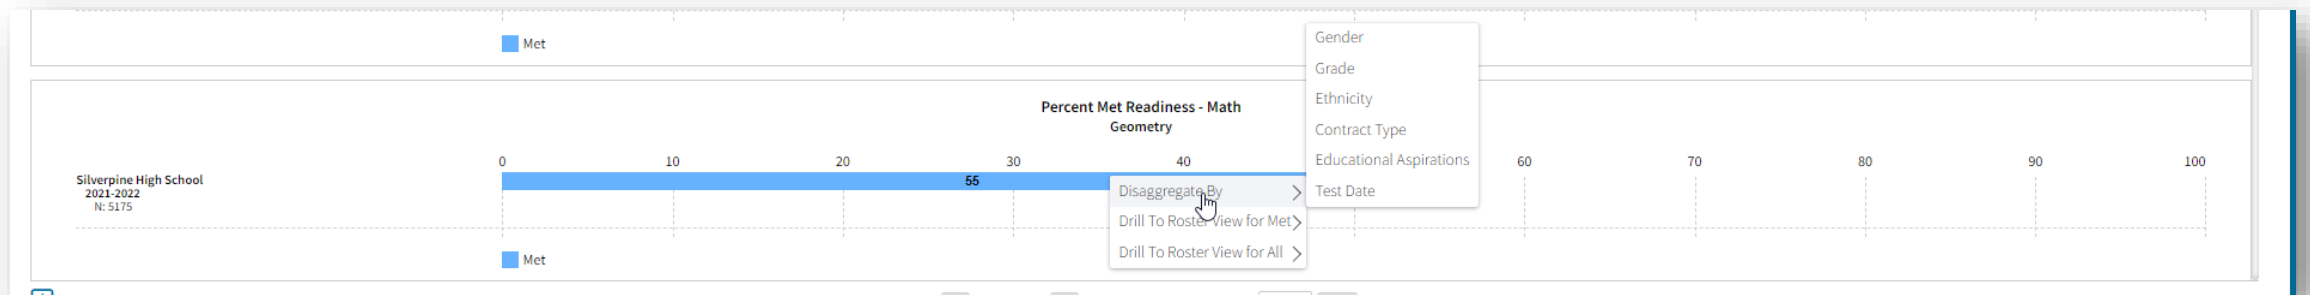 Met
Gender
Grade
Ethnicity
Contract Type
Educational Aspirations
Test Date
Percent Met Readiness - Math
Geometry
0 10 20 30 40 60 70 80 90 100
Silverpine High School
2021-2022
N: 5175
55
Disaggregate By
Drill To Roster View for Met
Drill To Roster View for All
Met